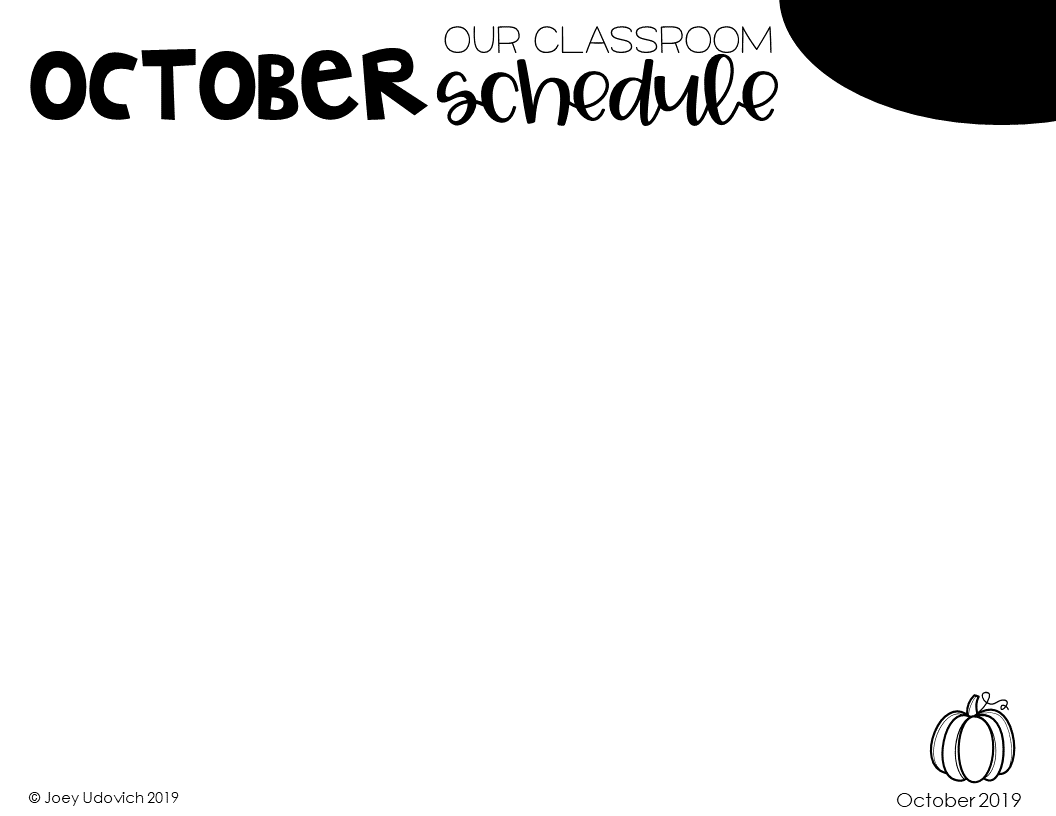 OUR CLASSROOM
OCTOBER schedule
© Joey Udovich 2019
October 2019